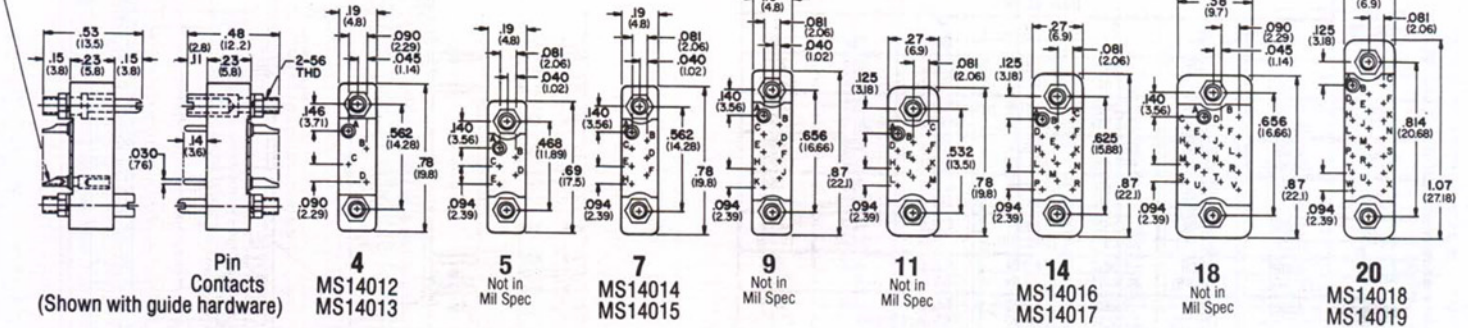 .53
(13.5)
.15
(3.8)
.23
(5.8)
.15
(3.8)
.48
(12.2)
(2.8)
.11
.23
(5.8)
2-56
THD
.14
(3.6)
.030
(.76)
Pin
Contacts
(Shown with guide hardware)
.19
(4.8)
.090
(2.29)
.045
(1.14)
.146
(3.71)
A
B
C
D
.562
(14.28)
.78
(19.8)
.090
(2.29)
4
MS14012
MS14013
.19
(4.8)
.081
(2.06)
.040
(1.02)
.140
(3.56)
A
B
C
D
E
.468
(11.89)
.69
(17.5)
.094
(2.39)
5
Not in
Mil Spec
.19
(4.8)
.081
(2.06)
.040
(1.02)
.140
(3.56)
A
B
C
D
E
F
H
.562
(14.28)
.78
(19.8)
.094
(2.39)
7
MS14014
MS14015
(4.8)
.081
(2.06)
.040
(1.02)
.140
(3.56)
A
B
C
D
E
F
H
J
K
.656
(16.66)
.87
(22.1)
.094
(2.39)
9
Not in
Mil Spec
.27
(6.9)
.081
(2.06)
.125
(3.18)
A
B
C
D
E
F
H
J
K
L
M
.532
(13.51)
.78
(19.8)
.094
(2.39)
11
Not in
Mil Spec
.27
(6.9)
.081
(2.06)
.125
(3.18)
A
B
C
D
E
F
H
J
K
L
M
N
P
R
.625
(15.88)
.87
(22.1)
.094
(2.39)
14
MS14016
MS14017
.38
(9.7)
.090
(2.29)
.045
(1.14)
.140
(3.56)
A
B
C
D
E
F
H
J
K
L
M
N
P
R
S
T
U
V
.656
(16.66)
.87
(22.1)
.094
(2.39)
18
Not in
Mil Spec
(6.9)
.081
(2.06)
.125
(3.18)
A
B
C
D
E
F
H
J
K
L
M
N
P
R
S
T
U
V
W
X
.814
(20.68)
1.07
(27.18)
.094
(2.39)
20
MS14018
MS14019